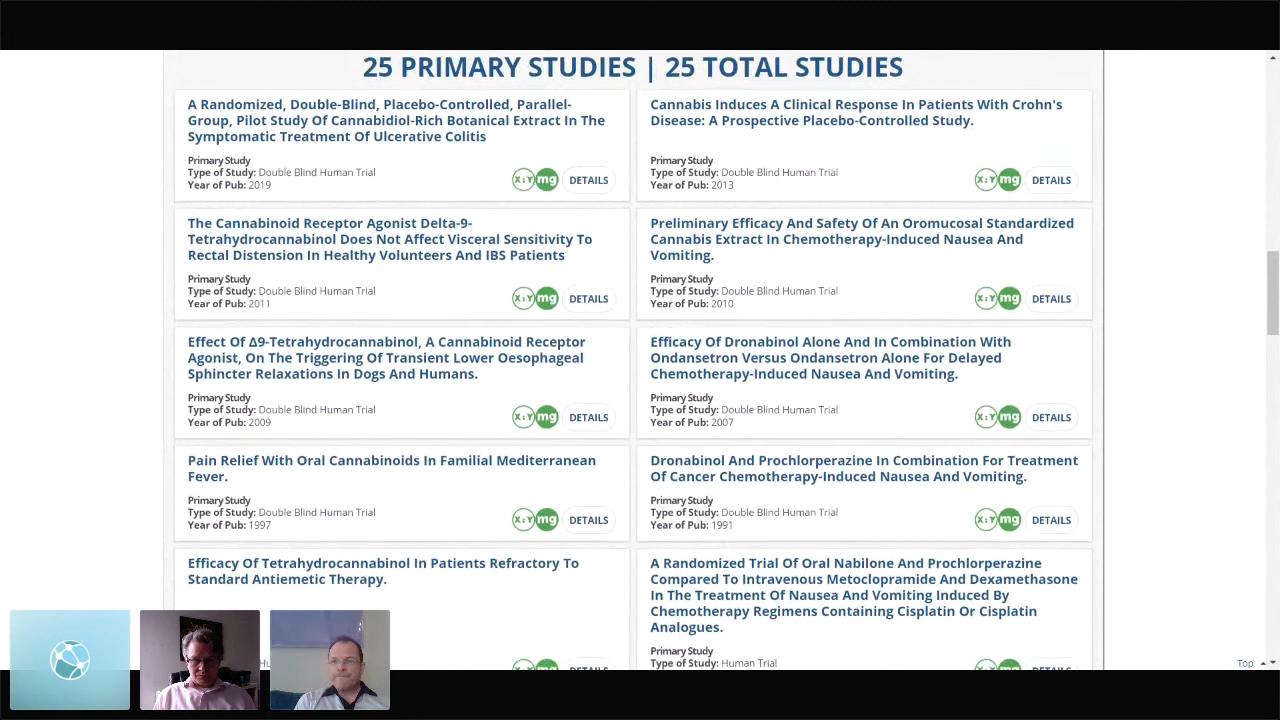 25 PRIMARY STUDIES | 25 TOTAL STUDIES
A Randomized, Double-Blind, Placebo-Controlled, Parallel-
Group, Pilot Study Of Cannabidiol-Rich Botanical Extract In The
Symptomatic Treatment Of Ulcerative Colitis
Primary Study
Type of Study: Double Blind Human Trial
Year of Pub: 2019
X:Y mg DETAILS
Cannabis Induces A Clinical Response In Patients With Crohn's
Disease: A Prospective Placebo-Controlled Study.
Primary Study
Type of Study: Double Blind Human Trial
Year of Pub: 2013
X:Y mg DETAILS
The Cannabinoid Receptor Agonist Delta-9-
Tetrahydrocannabinol Does Not Affect Visceral Sensitivity To
Rectal Distension In Healthy Volunteers And IBS Patients
Primary Study
Type of Study: Double Blind Human Trial
Year of Pub: 2011
X:Y mg DETAILS
Preliminary Efficacy And Safety Of An Oromucosal Standardized
Cannabis Extract In Chemotherapy-Induced Nausea And
Vomiting.
Primary Study
Type of Study: Double Blind Human Trial
Year of Pub: 2010
X:Y mg DETAILS
Effect Of Δ9-Tetrahydrocannabinol, A Cannabinoid Receptor
Agonist, On The Triggering Of Transient Lower Oesophageal
Sphincter Relaxations In Dogs And Humans.
Primary Study
Type of Study: Double Blind Human Trial
Year of Pub: 2009
X:Y mg DETAILS
Efficacy Of Dronabinol Alone And In Combination With
Ondansetron Versus Ondansetron Alone For Delayed
Chemotherapy-Induced Nausea And Vomiting.
Primary Study
Type of Study: Double Blind Human Trial
Year of Pub: 2007
X:Y mg DETAILS
Pain Relief With Oral Cannabinoids In Familial Mediterranean
Fever.
Primary Study
Type of Study: Double Blind Human Trial
Year of Pub: 1997
X:Y mg DETAILS
Dronabinol And Prochlorperazine In Combination For Treatment
Of Cancer Chemotherapy-Induced Nausea And Vomiting.
Primary Study
Type of Study: Double Blind Human Trial
Year of Pub: 1991
X:Y mg DETAILS
Efficacy Of Tetrahydrocannabinol In Patients Refractory To
Standard Antiemetic Therapy.
DETAILS
A Randomized Trial Of Oral Nabilone And Prochlorperazine
Compared To Intravenous Metoclopramide And Dexamethasone
In The Treatment Of Nausea And Vomiting Induced By
Chemotherapy Regimens Containing Cisplatin Or Cisplatin
Analogues.
Primary Study
Type of Study: Human Trial
DETAILS
Top